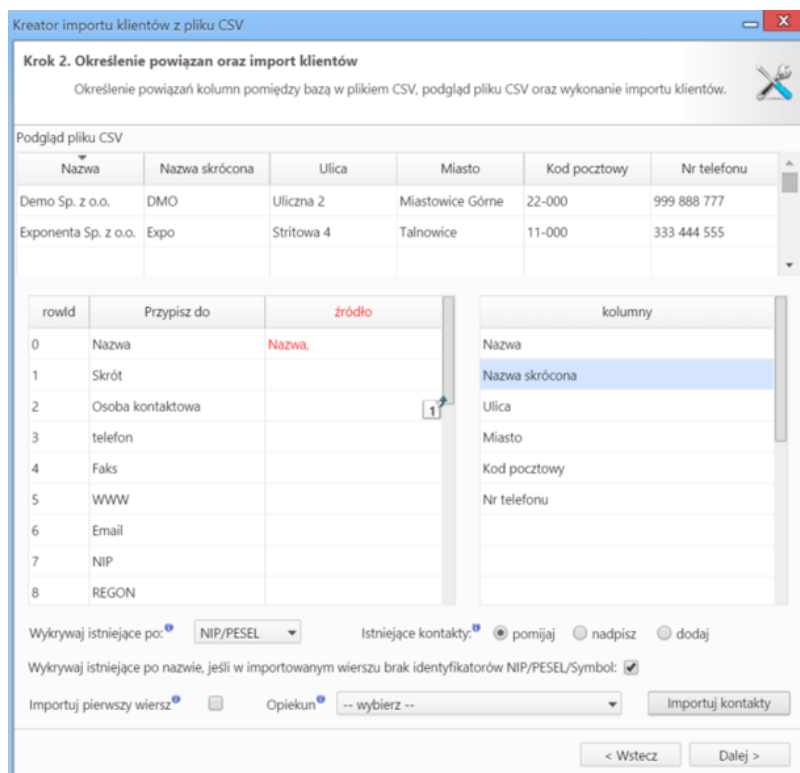 Kreator importu klientów z pliku CSV
Krok 2. Określenie powiązan oraz import klientów
Określenie powiązań kolumn pomiędzy bazą w plikiem CSV, podgląd pliku CSV oraz wykonanie importu klientów.
Podgląd pliku CSV
Nazwa Nazwa skrócona Ulica Miasto Kod pocztowy Nr telefonu
Demo Sp. z o.o. DMO Uliczna 2 Miastowice Górne 22-000 999 888 777
Exponenta Sp. z o.o. Expo Stritowa 4 Talnowice 11-000 333 444 555
rowId Przypisz do źródło kolumny
0 Nazwa Nazwa, Nazwa
1 Skrót Nazwa skrócona
2 Osoba kontaktowa 1 Ulica
3 telefon Miasto
4 Faks Kod pocztowy
5 WWW Nr telefonu
6 Email
7 NIP
8 REGON
Wykrywaj istniejące po: NIP/PESEL Istniejące kontakty: pomijaj nadpisz dodaj
Wykrywaj istniejące po nazwie, jeśli w importowanym wierszu brak identyfikatorów NIP/PESEL/Symbol:
Importuj pierwszy wiersz Opiekun -- wybierz -- Importuj kontakty
< Wstecz Dalej >